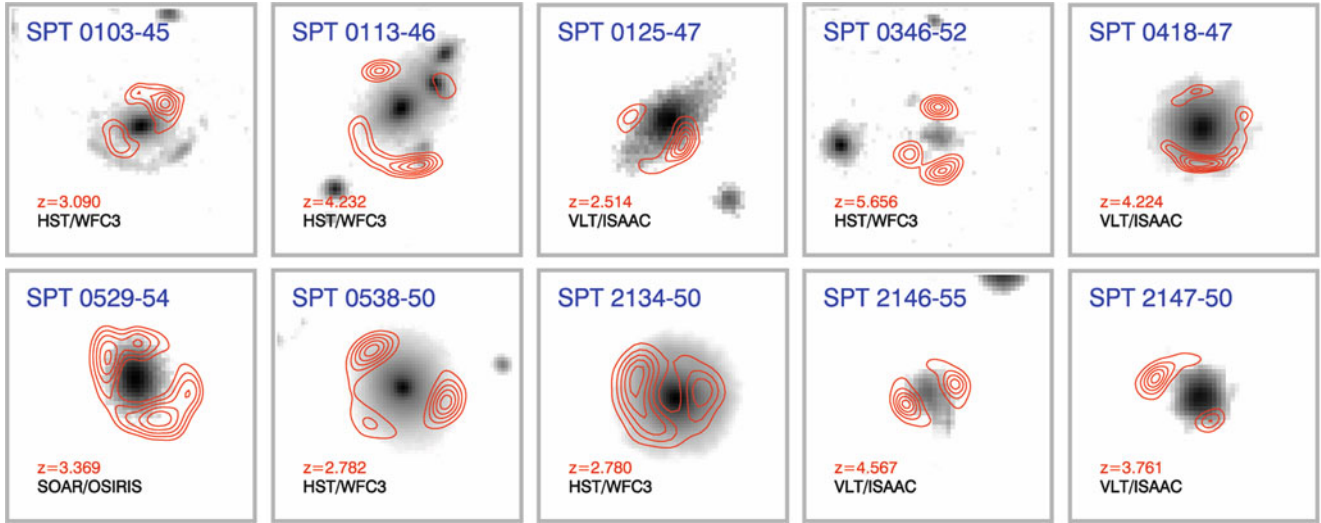 SPT 0103-45
z=3.090
HST/WFC3
SPT 0113-46
z=4.232
HST/WFC3
SPT 0125-47
z=2.514
VLT/ISAAC
SPT 0346-52
z=5.656
HST/WFC3
SPT 0418-47
z=4.224
VLT/ISAAC
SPT 0529-54
z=3.369
SOAR/OSIRIS
SPT 0538-50
z=2.782
HST/WFC3
SPT 2134-50
z=2.780
HST/WFC3
SPT 2146-55
z=4.567
VLT/ISAAC
SPT 2147-50
z=3.761
VLT/ISAAC